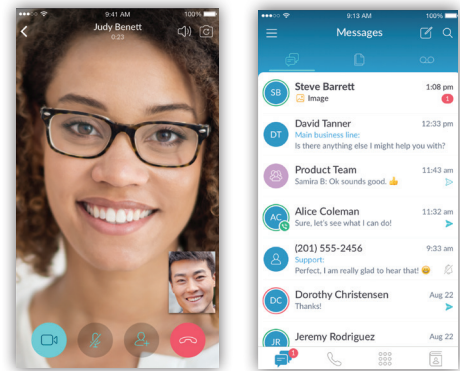 9:41 AM
100%
Judy Benett
0:23
9:13 AM
100%
Messages
SB
Steve Barrett
1:08 pm
Image
1
DT
David Tanner
12:33 pm
Main business line:
Is there anything else I might help you with?
Product Team
11:43 am
Samira B: Ok sounds good. 👍
AC
Alice Coleman
11:32 am
Sure, let's see what I can do!
(201) 555-2456
9:33 am
Support:
Perfect, I am really glad to hear that! 😀
DC
Dorothy Christensen
Aug 22
Thanks!
JR
Jeremy Rodriguez
Aug 22
1